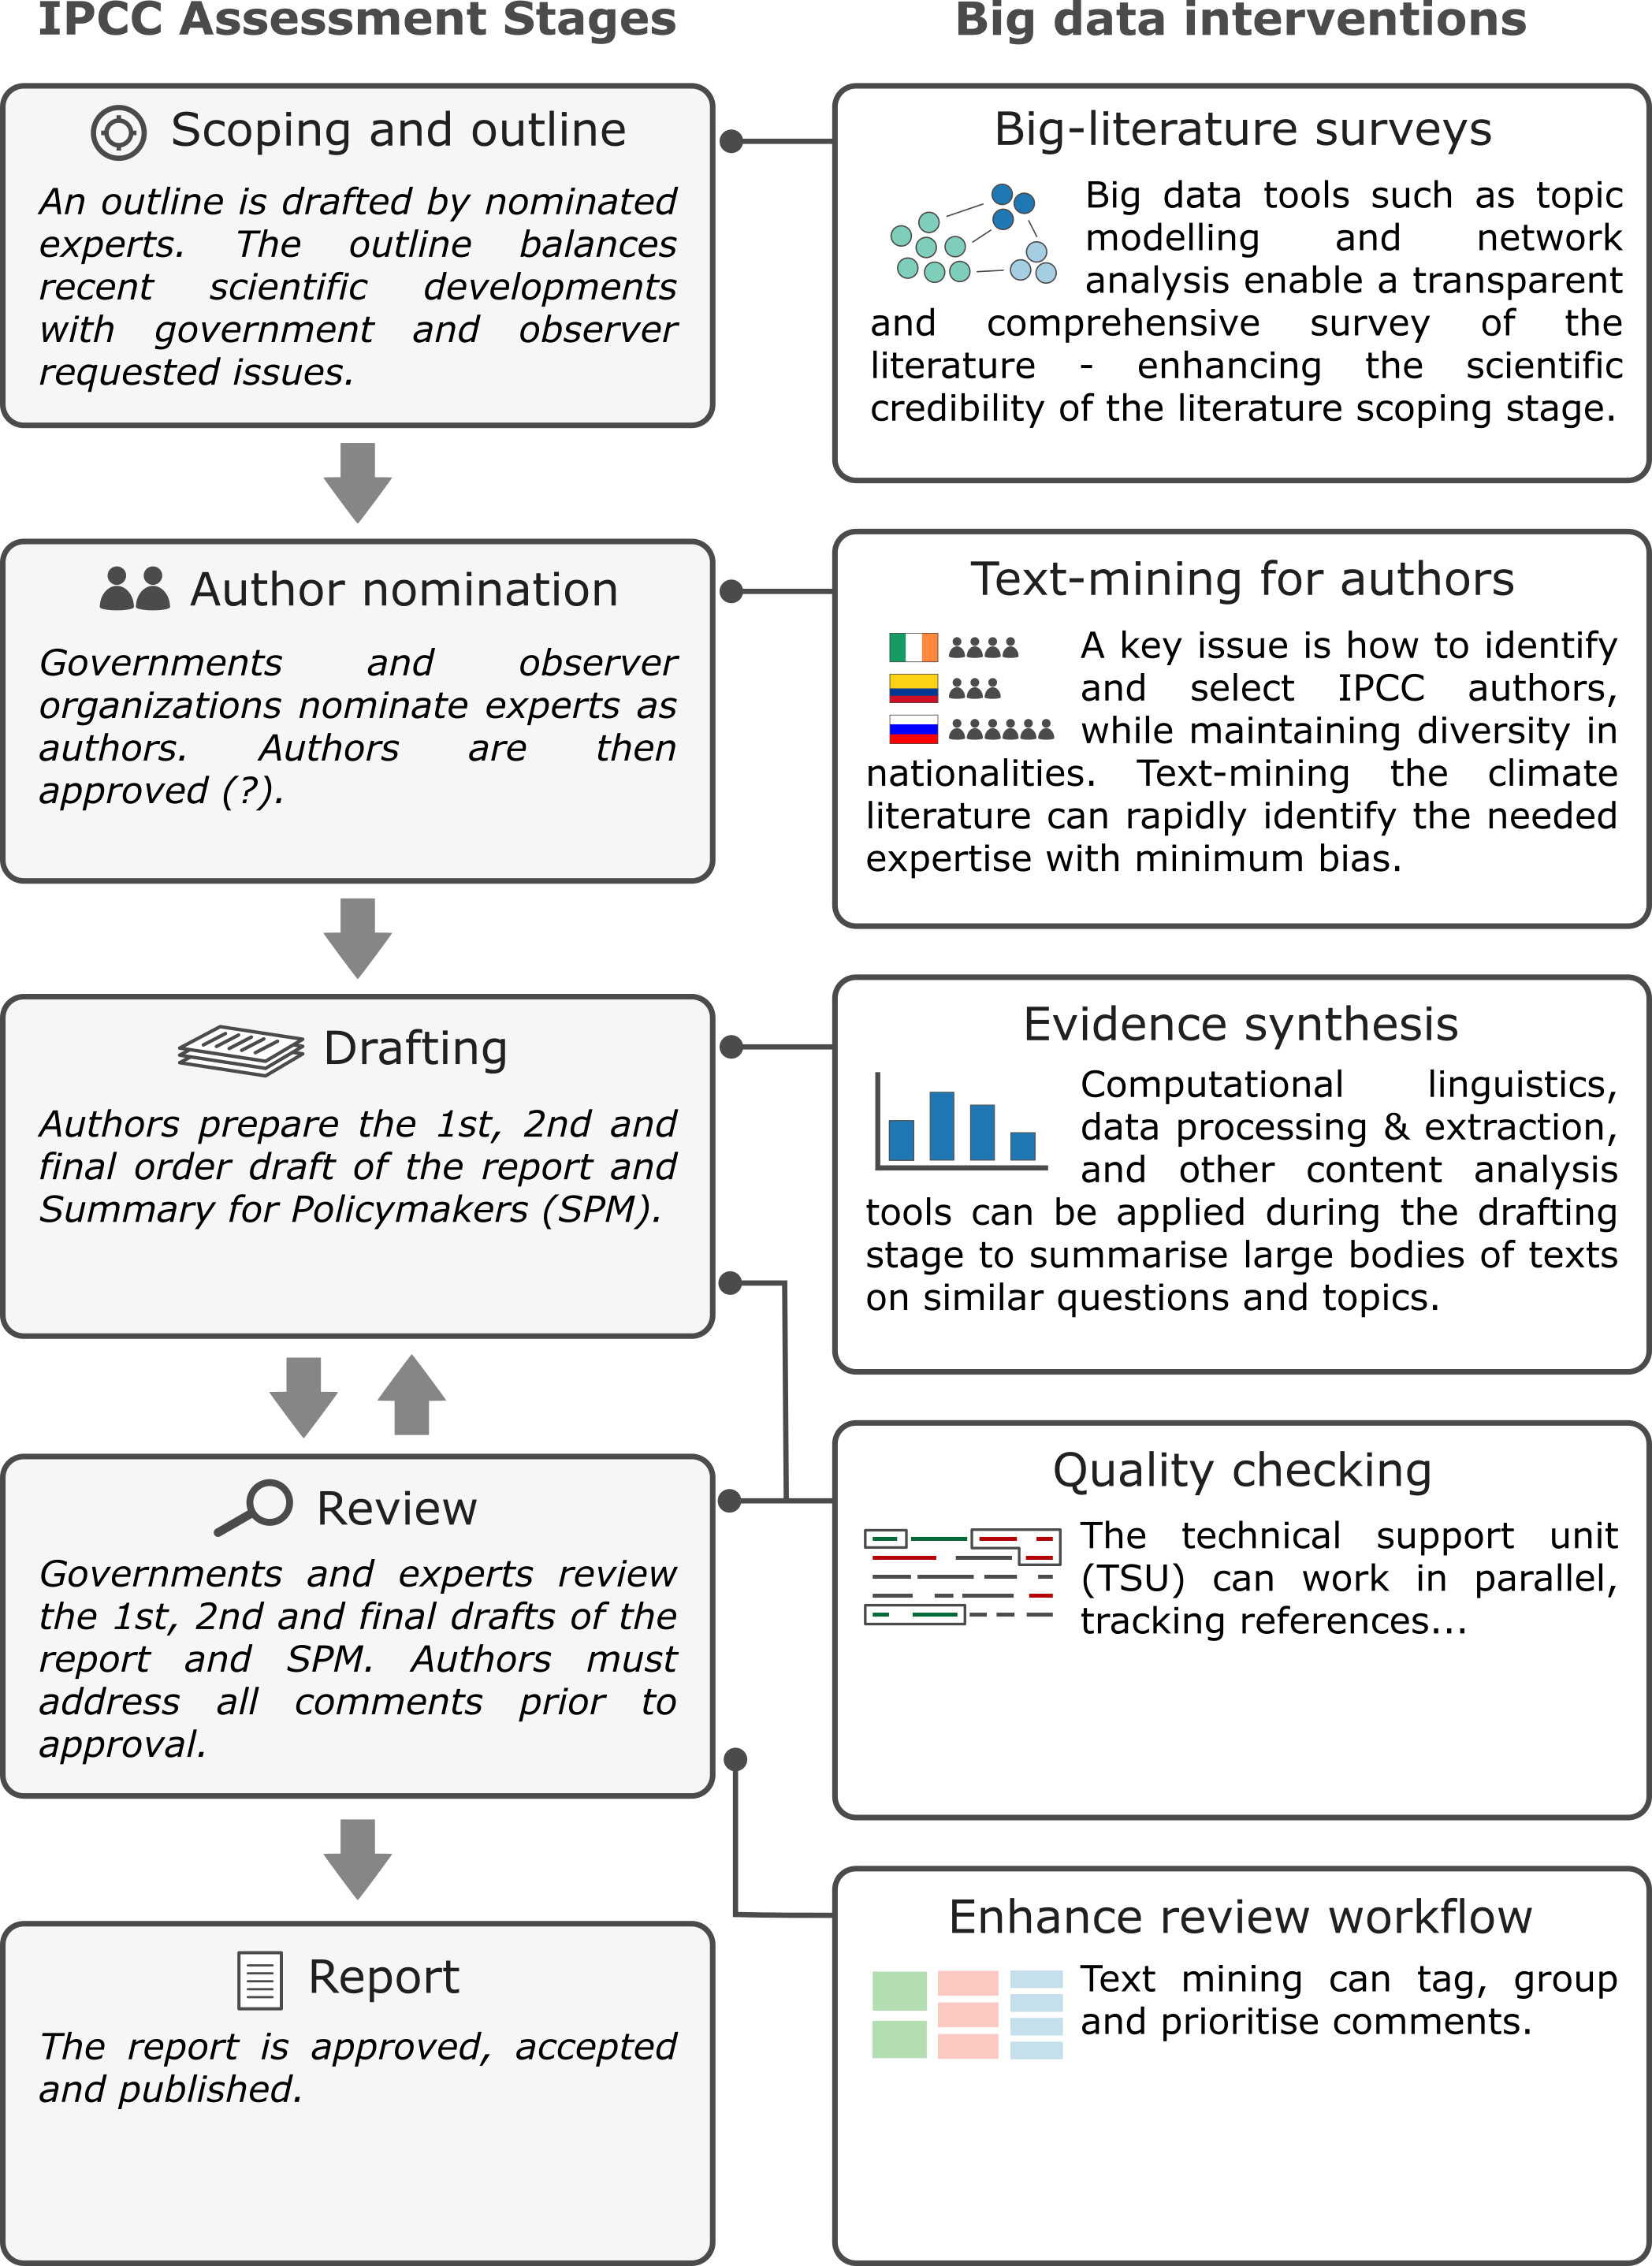 IPCC Assessment Stages
Big data interventions
Scoping and outline
An outline is drafted by nominated
experts. The outline balances
recent scientific developments
with government and observer
requested issues.
Big-literature surveys
Big data tools such as topic
modelling and network
analysis enable a transparent
and comprehensive survey of the
literature - enhancing the scientific
credibility of the literature scoping stage.
Author nomination
Governments and observer
organizations nominate experts as
authors. Authors are then
approved (?).
Text-mining for authors
A key issue is how to identify
and select IPCC authors,
while maintaining diversity in
nationalities. Text-mining the climate
literature can rapidly identify the needed
expertise with minimum bias.
Drafting
Authors prepare the 1st, 2nd and
final order draft of the report and
Summary for Policymakers (SPM).
Evidence synthesis
Computational linguistics,
data processing & extraction,
and other content analysis
tools can be applied during the drafting
stage to summarise large bodies of texts
on similar questions and topics.
Review
Governments and experts review
the 1st, 2nd and final drafts of the
report and SPM. Authors must
address all comments prior to
approval.
Quality checking
The technical support unit
(TSU) can work in parallel,
tracking references...
Report
The report is approved, accepted
and published.
Enhance review workflow
Text mining can tag, group
and prioritise comments.